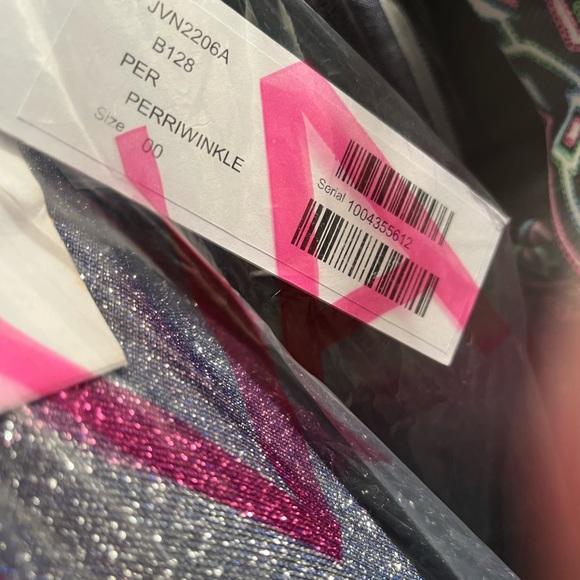 JVN2206A
B128
PER
PERRIWINKLE
Size 00
Serial 1004355612